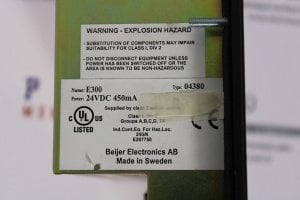 WARNING - EXPLOSION HAZARD
- SUBSTITUTION OF COMPONENTS MAY IMPAIR
SUITABILITY FOR CLASS I, DIV 2
- DO NOT DISCONNECT EQUIPMENT UNLESS
POWER HAS BEEN SWITCHED OFF OR THE
AREA IS KNOWN TO BE NON-HAZARDOUS
Name: E300
Type 04380
Power: 24VDC 450mA
Supplied by class
Groups A,B,C,D,
Ind.Cont.Eq. For Haz.Loc.
29GN
E207750
C UL US
LISTED
CE
Beijer Electronics AB
Made in Sweden